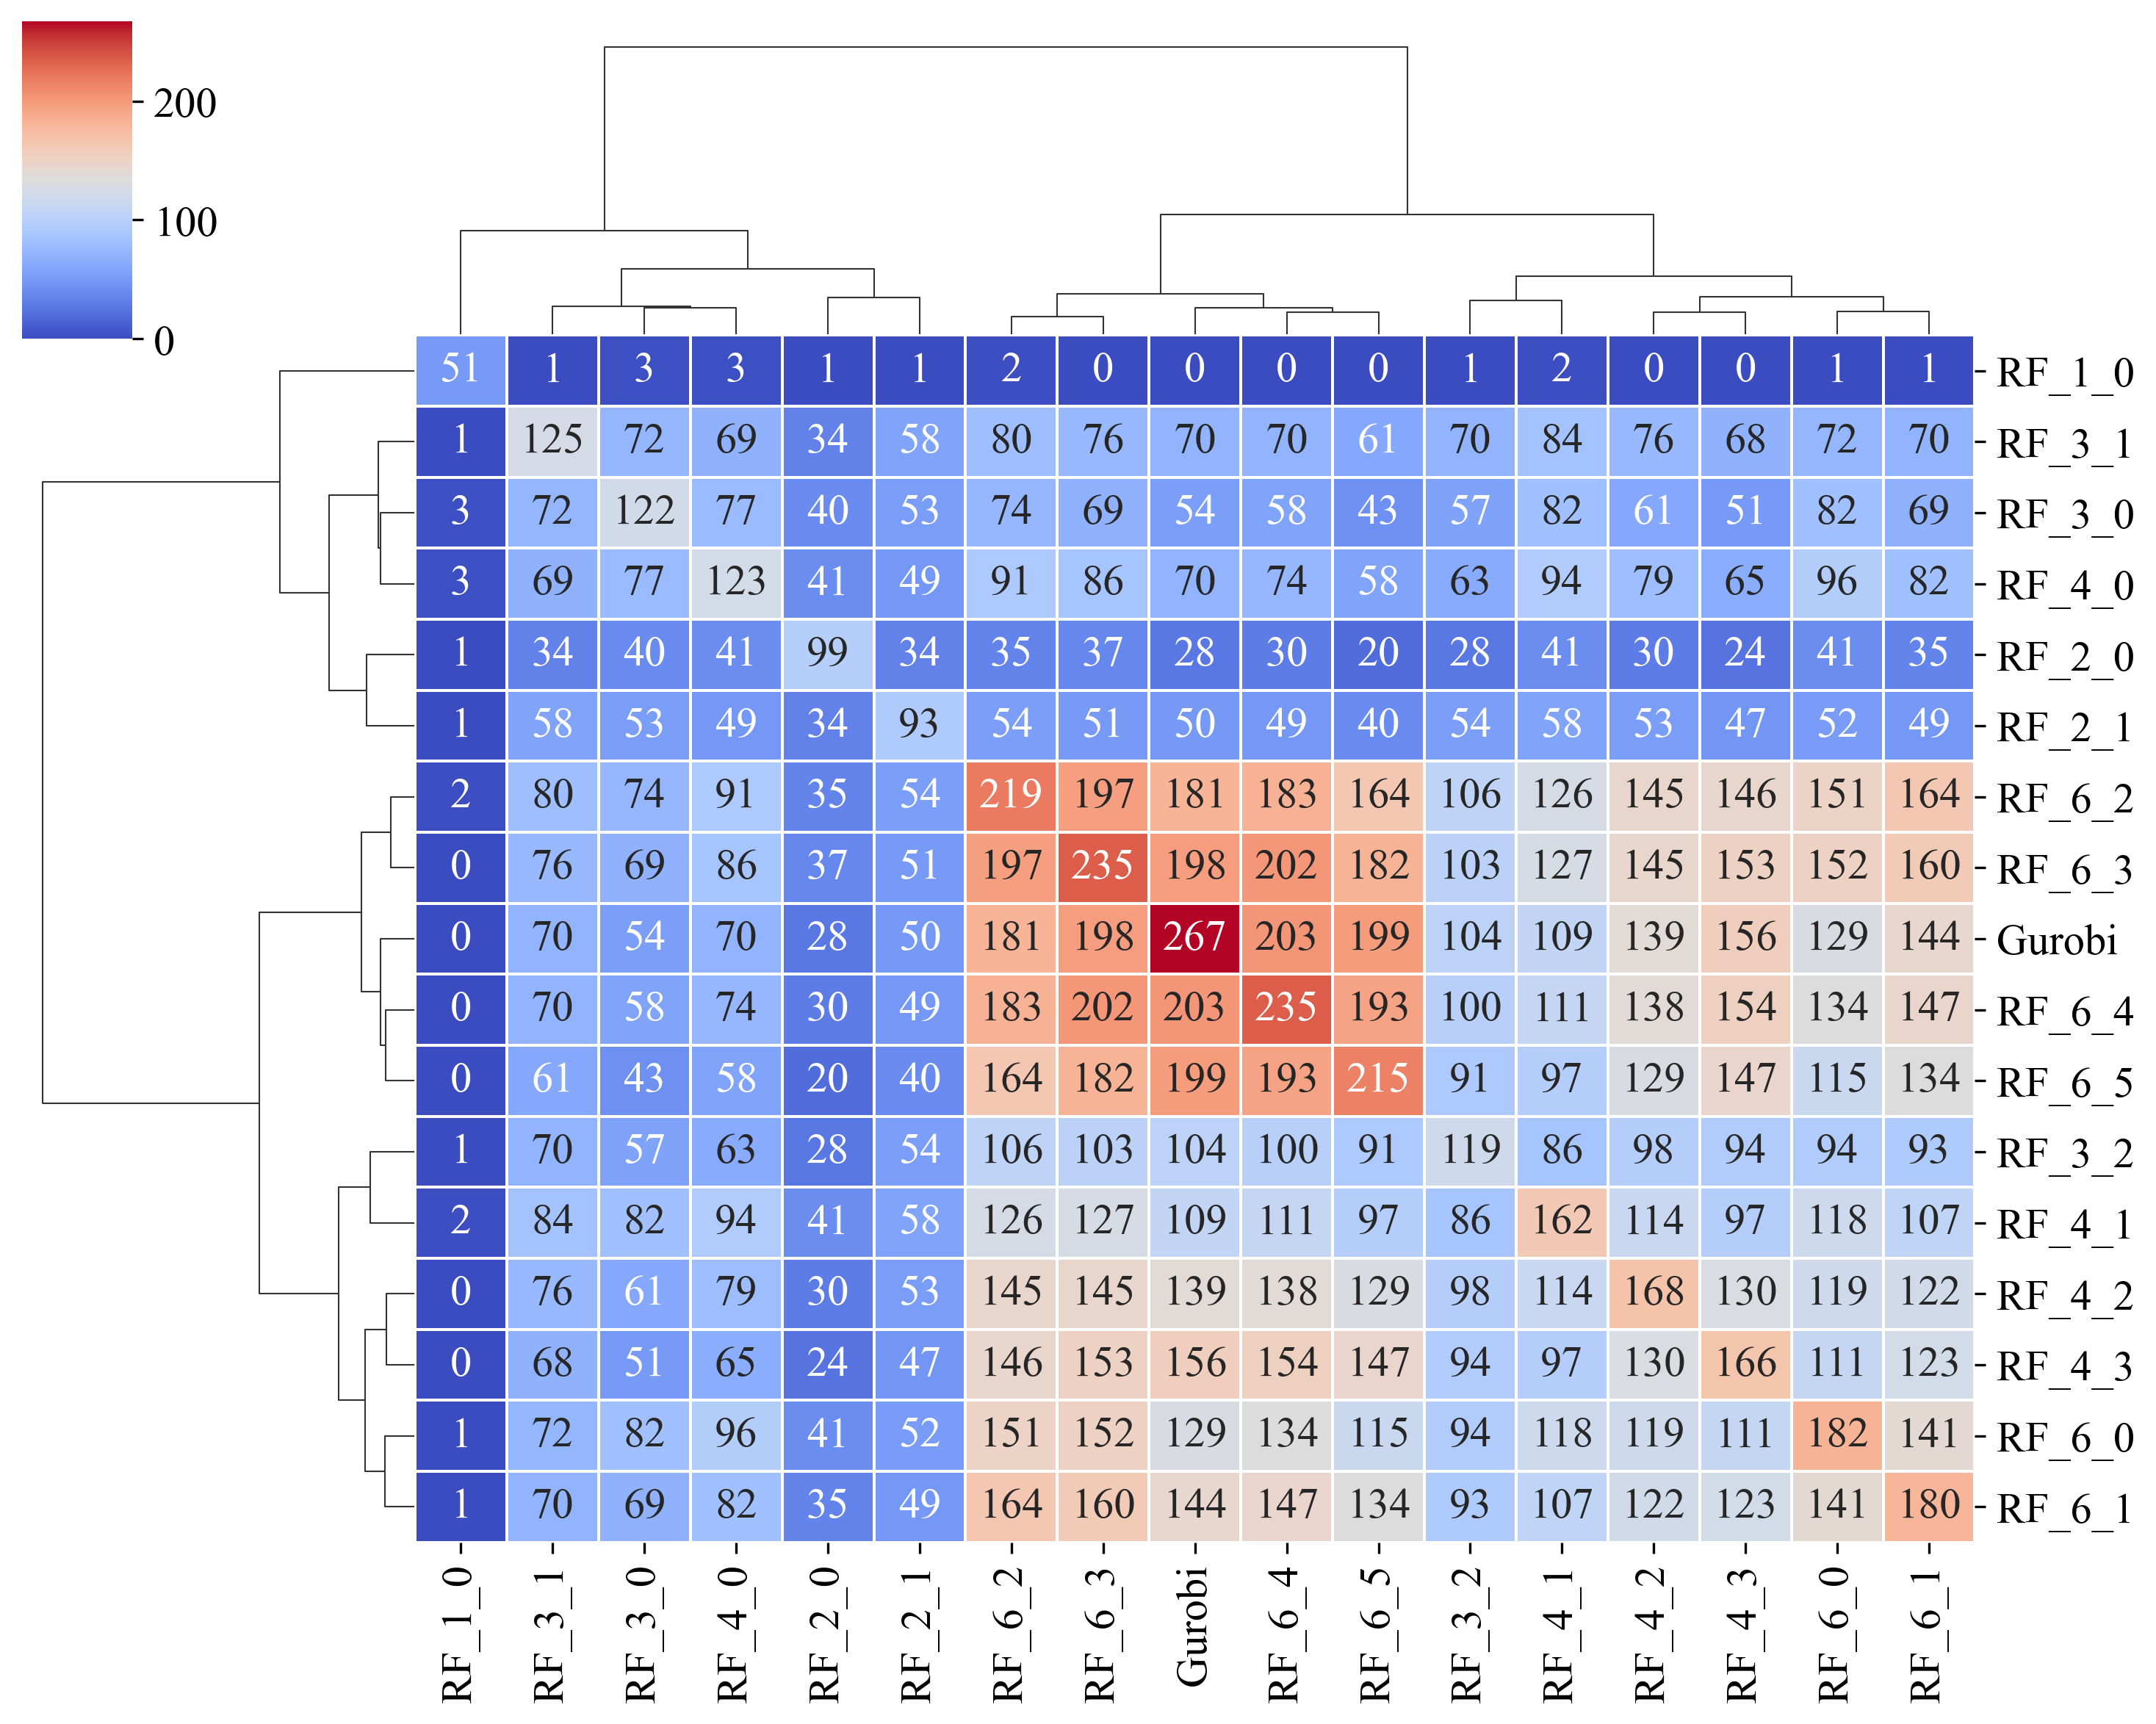 200
100
0
51 1 3 3 1 1 2 0 0 0 0 1 2 0 0 1 1 RF_1_0
1 125 72 69 34 58 80 76 70 70 61 70 84 76 68 72 70 RF_3_1
3 72 122 77 40 53 74 69 54 58 43 57 82 61 51 82 69 RF_3_0
3 69 77 123 41 49 91 86 70 74 58 63 94 79 65 96 82 RF_4_0
1 34 40 41 99 34 35 37 28 30 20 28 41 30 24 41 35 RF_2_0
1 58 53 49 34 93 54 51 50 49 40 54 58 53 47 52 49 RF_2_1
2 80 74 91 35 54 219 197 181 183 164 106 126 145 146 151 164 RF_6_2
0 76 69 86 37 51 197 235 198 202 182 103 127 145 153 152 160 RF_6_3
0 70 54 70 28 50 181 198 267 203 199 104 109 139 156 129 144 Gurobi
0 70 58 74 30 49 183 202 203 235 193 100 111 138 154 134 147 RF_6_4
0 61 43 58 20 40 164 182 199 193 215 91 97 129 147 115 134 RF_6_5
1 70 57 63 28 54 106 103 104 100 91 119 86 98 94 94 93 RF_3_2
2 84 82 94 41 58 126 127 109 111 97 86 162 114 97 118 107 RF_4_1
0 76 61 79 30 53 145 145 139 138 129 98 114 168 130 119 122 RF_4_2
0 68 51 65 24 47 146 153 156 154 147 94 97 130 166 111 123 RF_4_3
1 72 82 96 41 52 151 152 129 134 115 94 118 119 111 182 141 RF_6_0
1 70 69 82 35 49 164 160 144 147 134 93 107 122 123 141 180 RF_6_1
RF_1_0
RF_3_1
RF_3_0
RF_4_0
RF_2_0
RF_2_1
RF_6_2
RF_6_3
Gurobi
RF_6_4
RF_6_5
RF_3_2
RF_4_1
RF_4_2
RF_4_3
RF_6_0
RF_6_1